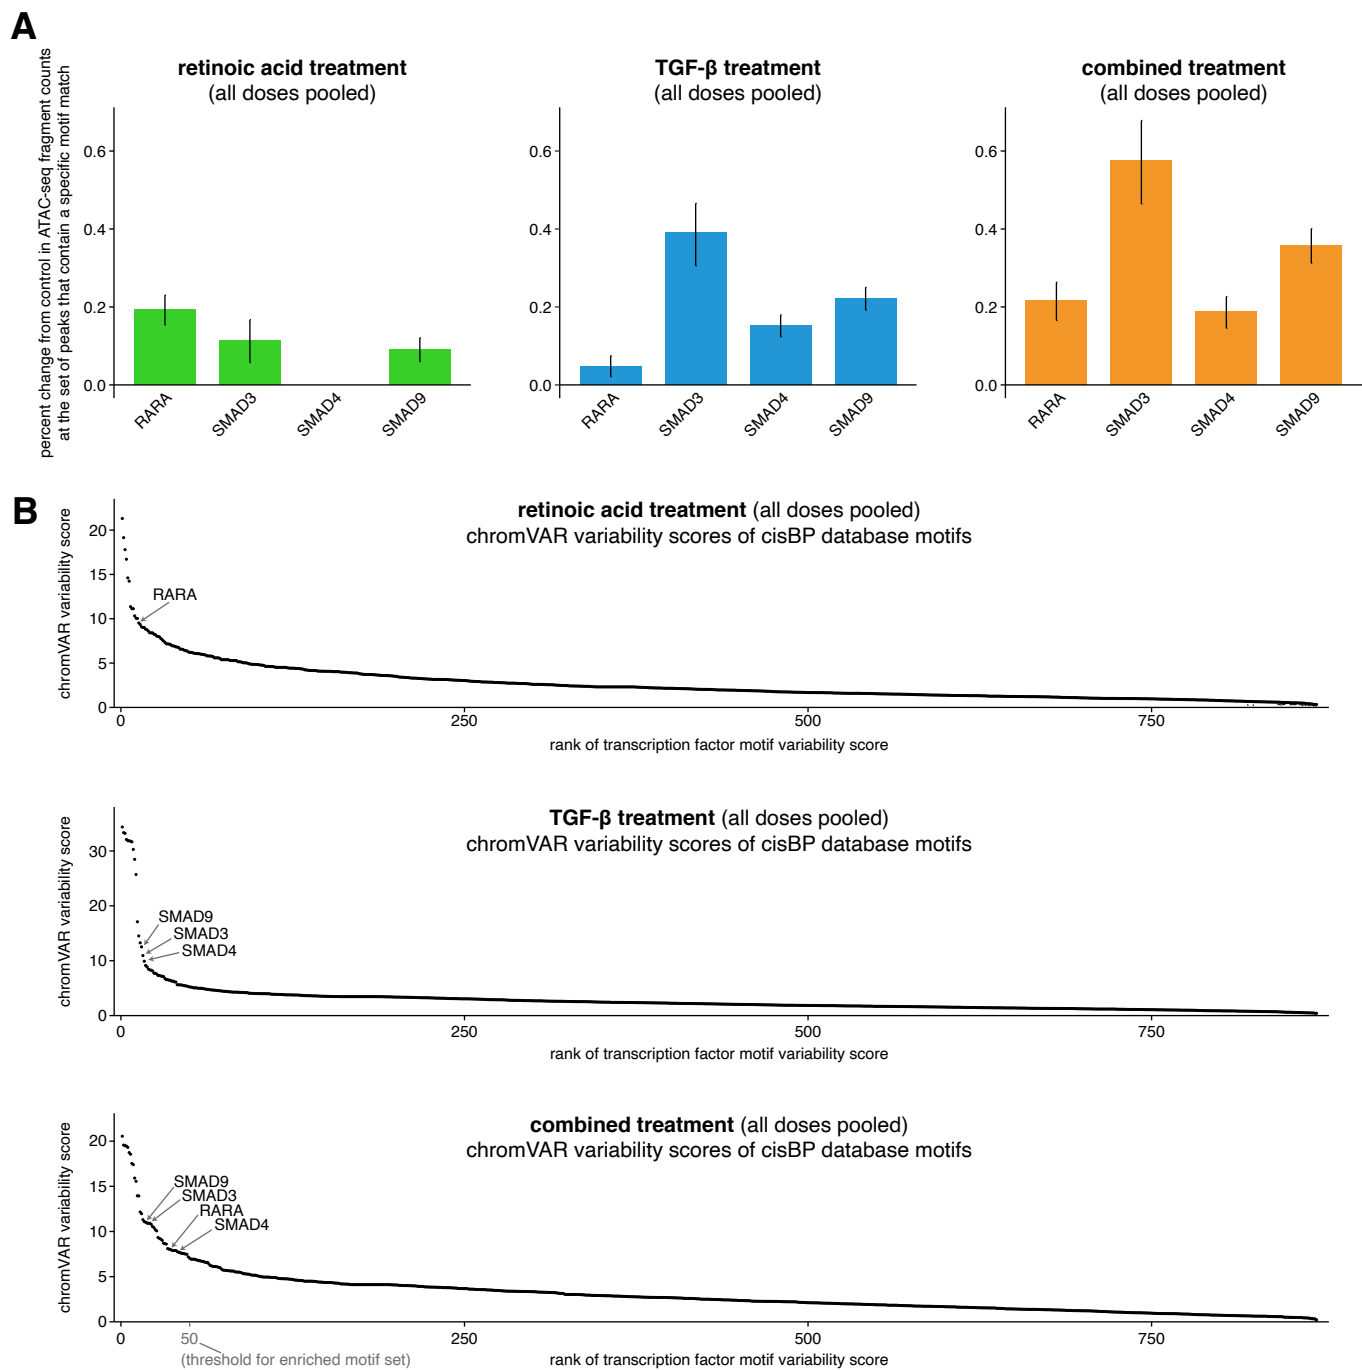 A
percent change from control in ATAC-seq fragment counts
at the set of peaks that contain a specific motif match
retinoic acid treatment
(all doses pooled)
0.6
0.4
0.2
0.0
RARA
SMAD3
SMAD4
SMAD9
TGF-β treatment
(all doses pooled)
0.6
0.4
0.2
0.0
RARA
SMAD3
SMAD4
SMAD9
combined treatment
(all doses pooled)
0.6
0.4
0.2
0.0
RARA
SMAD3
SMAD4
SMAD9
B
retinoic acid treatment (all doses pooled)
chromVAR variability scores of cisBP database motifs
chromVAR variability score
20
15
10
5
0
RARA
0
250
500
750
rank of transcription factor motif variability score
TGF-β treatment (all doses pooled)
chromVAR variability scores of cisBP database motifs
chromVAR variability score
30
20
10
0
SMAD9
SMAD3
SMAD4
0
250
500
750
rank of transcription factor motif variability score
combined treatment (all doses pooled)
chromVAR variability scores of cisBP database motifs
chromVAR variability score
20
15
10
5
0
SMAD9
SMAD3
RARA
SMAD4
0
50
250
500
750
(threshold for enriched motif set)
rank of transcription factor motif variability score